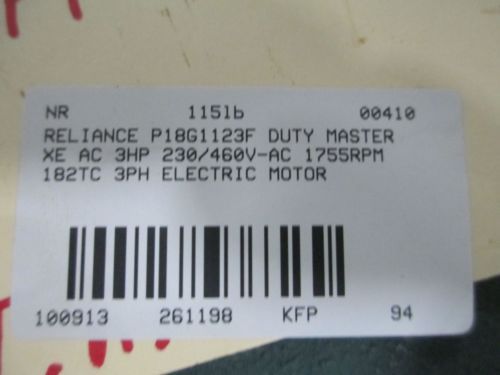 NR 115lb 00410
RELIANCE P18G1123F DUTY MASTER
XE AC 3HP 230/460V-AC 1755RPM
182TC 3PH ELECTRIC MOTOR
100913 261198 KFP 94